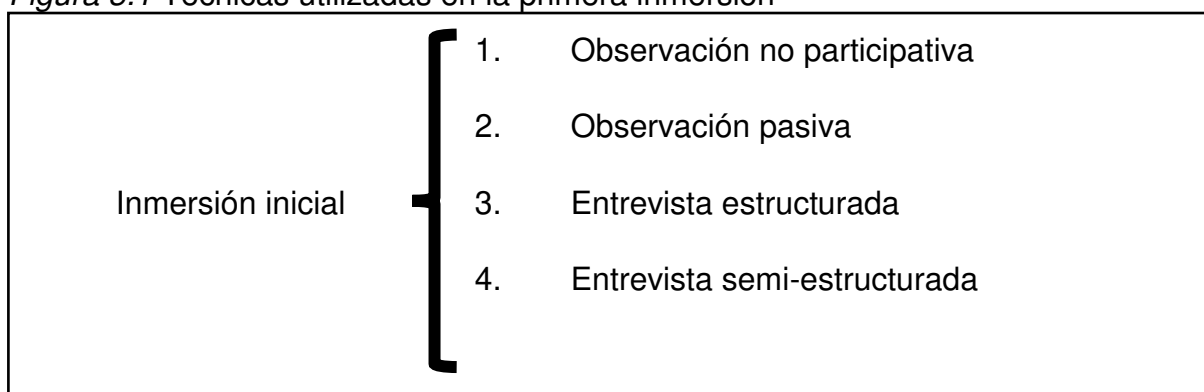 Figura Técnicas utilizadas en la primera inmersión
1. Observación no participativa
2. Observación pasiva
Inmersión inicial 3. Entrevista estructurada
4. Entrevista semi-estructurada